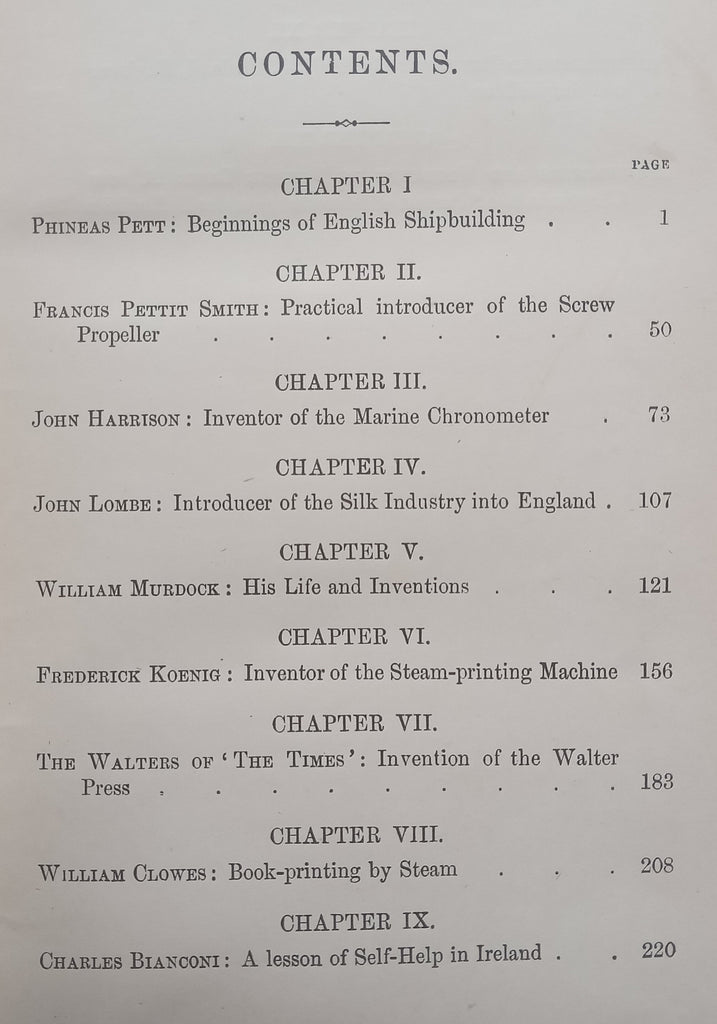 CONTENTS.
PAGE
CHAPTER I
PHINEAS PETT: Beginnings of English Shipbuilding . . 1
CHAPTER II.
FRANCIS PETTIT SMITH: Practical introducer of the Screw
Propeller . . . . . . . . 50
CHAPTER III.
JOHN HARRISON: Inventor of the Marine Chronometer . 73
CHAPTER IV.
JOHN LOMBE: Introducer of the Silk Industry into England . 107
CHAPTER V.
WILLIAM MURDOCK: His Life and Inventions . . . 121
CHAPTER VI.
FREDERICK KOENIG: Inventor of the Steam-printing Machine 156
CHAPTER VII.
THE WALTERS OF ‘THE TIMES’: Invention of the Walter
Press . . . . . . . . . 183
CHAPTER VIII.
WILLIAM CLOWES: Book-printing by Steam . . . 208
CHAPTER IX.
CHARLES BIANCONI: A lesson of Self-Help in Ireland . . 220